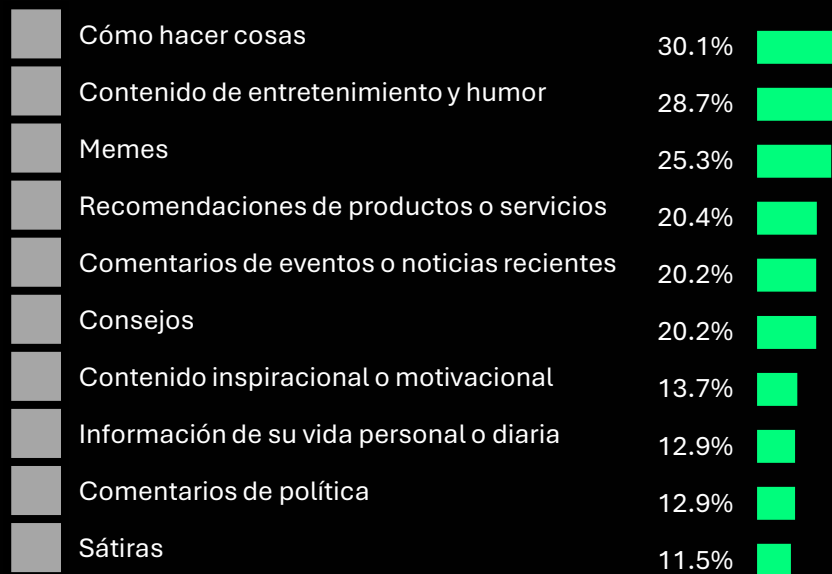 Cómo hacer cosas 30.1%
Contenido de entretenimiento y humor 28.7%
Memes 25.3%
Recomendaciones de productos o servicios 20.4%
Comentarios de eventos o noticias recientes 20.2%
Consejos 20.2%
Contenido inspiracional o motivacional 13.7%
Información de su vida personal o diaria 12.9%
Comentarios de política 12.9%
Sátiras 11.5%